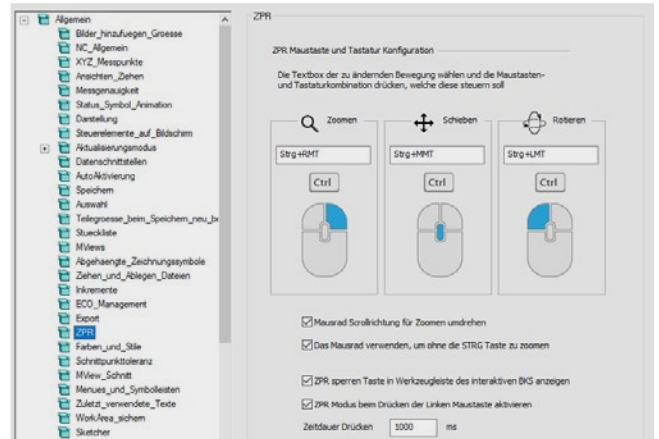 Allgemein
Bilder_hinzufuegen_Groesse
NC_Allgemein
XYZ_Messpunkte
Ansichten_Ziehen
Messgenauigkeit
Status_Symbol_Animation
Darstellung
Steuerelemente_auf_Bildschirm
Aktualisierungsmodus
Datenschnittstellen
AutoAktivierung
Speichern
Auswahl
Teilegroesse_beim_Speichern_neu_be
Stueckliste
MViews
Abgehaengte_Zeichnungssymbole
Ziehen_und_Ablegen_Dateien
Inkremente
ECO_Management
Export
ZPR
Farben_und_Stile
Schnittpunkttoleranz
MView_Schnitt
Menues_und_Symbolleisten
Zuletzt_verwendete_Texte
WorkArea_sichern
Sketcher
ZPR
ZPR Maustaste und Tastatur Konfiguration
Die Textbox der zu ändernden Bewegung wählen und die Maustasten-
und Tastaturkombination drücken, welche diese steuern soll
Zoomen
Schieben
Rotieren
Strg+RMT
Strg+MMT
Strg+LMT
Ctrl
Ctrl
Ctrl
Mausrad Scrollrichtung für Zoomen umdrehen
Das Mausrad verwenden, um ohne die STRG Taste zu zoomen
ZPR sperren Taste in Werkzeugleiste des interaktiven BKS anzeigen
ZPR Modus beim Drücken der Linken Maustaste aktivieren
Zeitdauer Drücken 1000 ms